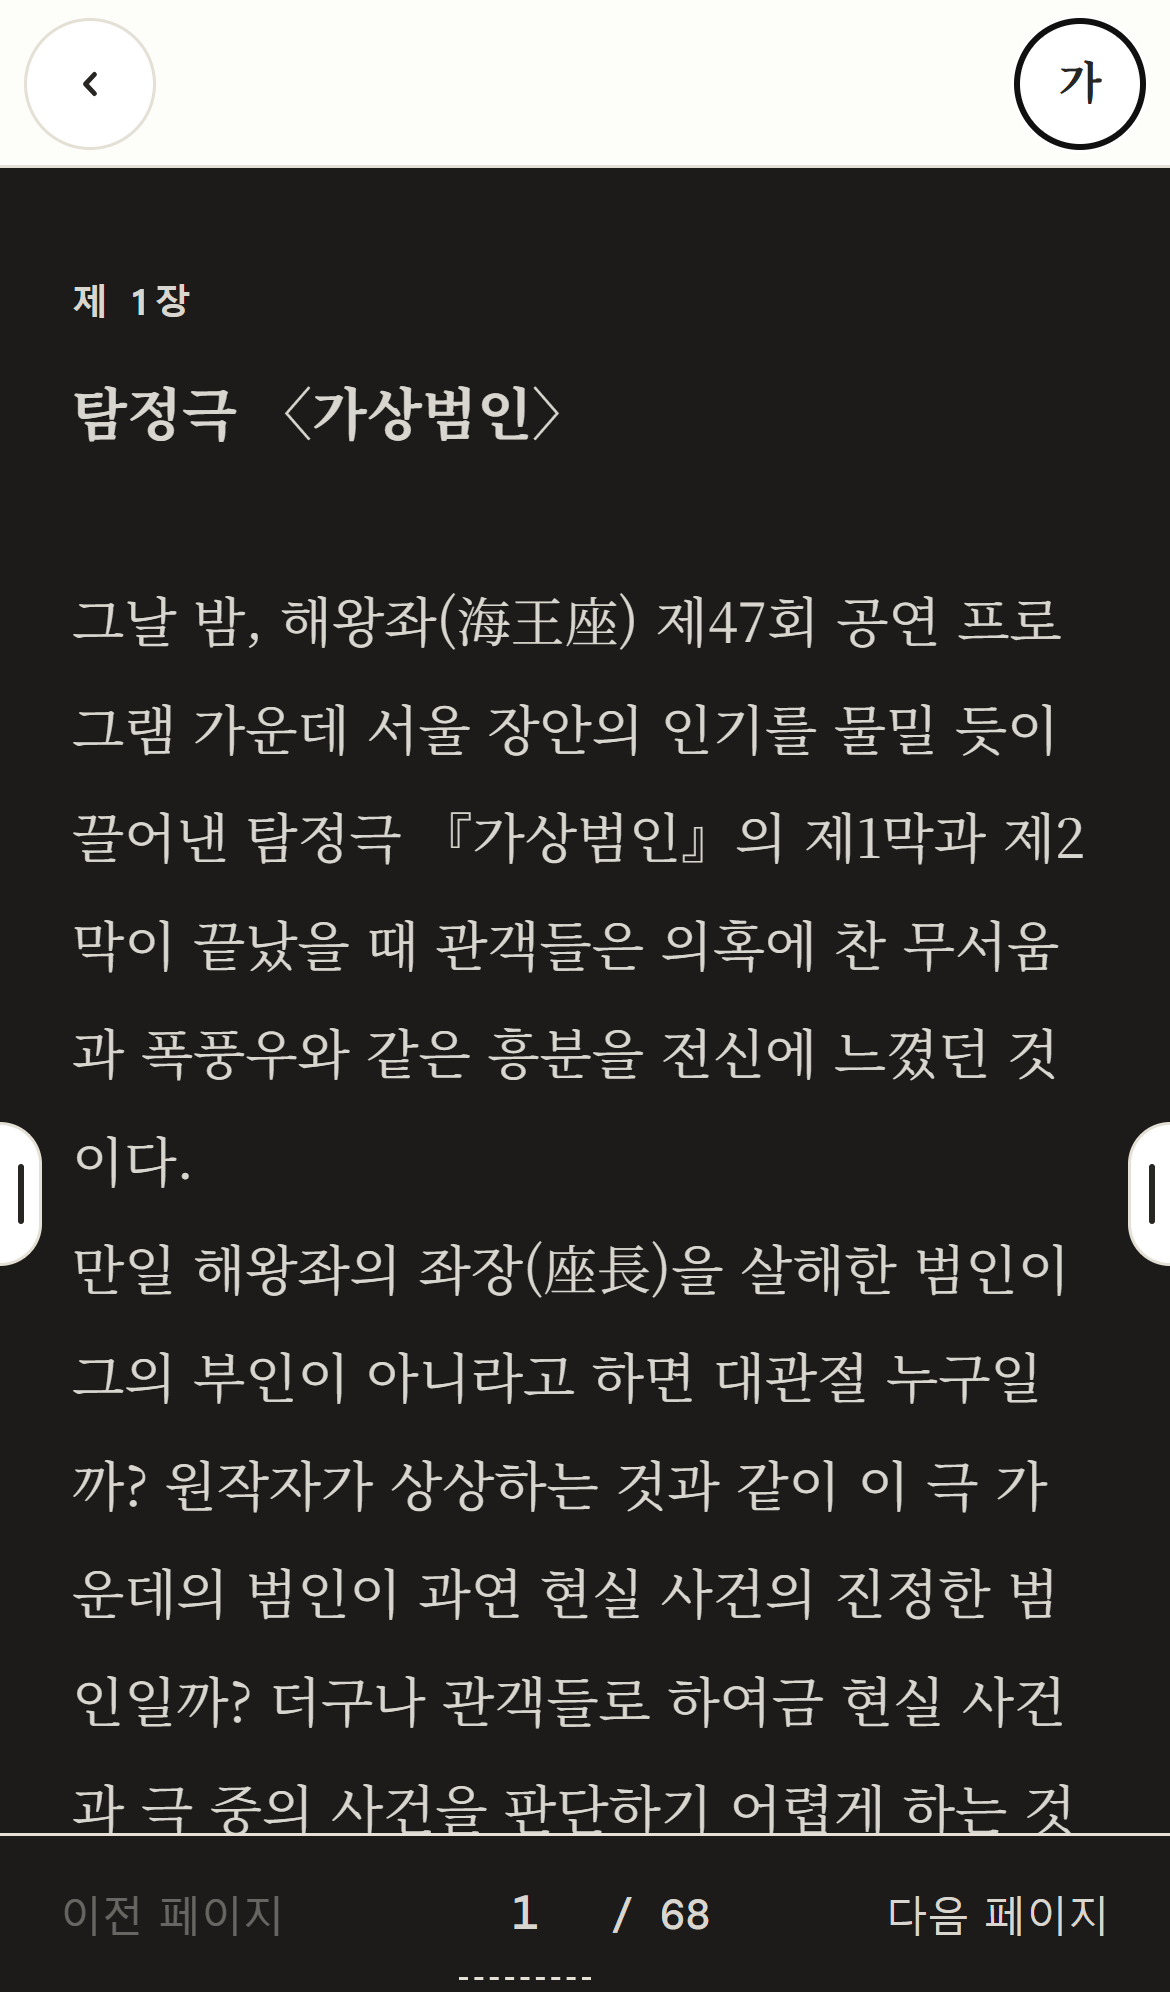 가
제 1장
탐정극 〈가상범인〉
그날 밤, 해왕좌(海王座) 제47회 공연 프로
그램 가운데 서울 장안의 인기를 물밀 듯이
끌어낸 탐정극 『가상범인』의 제1막과 제2
막이 끝났을 때 관객들은 의혹에 찬 무서움
과 폭풍우와 같은 흥분을 전신에 느꼈던 것
이다.
만일 해왕좌의 좌장(座長)을 살해한 범인이
그의 부인이 아니라고 하면 대관절 누구일
까? 원작자가 상상하는 것과 같이 이 극 가
운데의 범인이 과연 현실 사건의 진정한 범
인일까? 더구나 관객들로 하여금 현실 사건
과 극 중의 사건을 판단하기 어렵게 하는 것
이전 페이지 1 / 68 다음 페이지